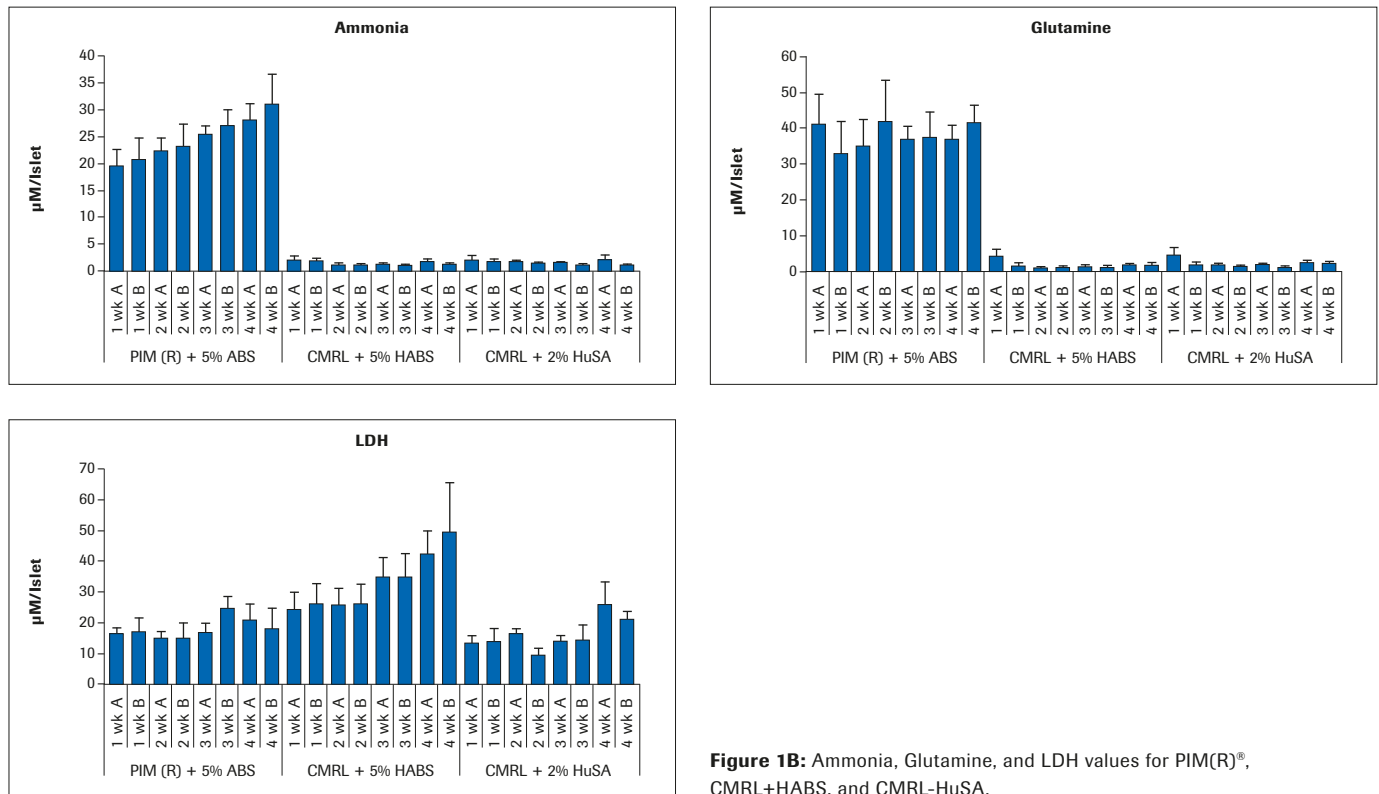 Ammonia
µM/Islet
40
35
30
25
20
15
10
5
0
1 wk A
1 wk B
2 wk A
2 wk B
3 wk A
3 wk B
4 wk A
4 wk B
1 wk A
1 wk B
2 wk A
2 wk B
3 wk A
3 wk B
4 wk A
4 wk B
1 wk A
1 wk B
2 wk A
2 wk B
3 wk A
3 wk B
4 wk A
4 wk B
PIM (R) + 5% ABS CMRL + 5% HABS CMRL + 2% HuSA
Glutamine
µM/Islet
60
50
40
30
20
10
0
1 wk A
1 wk B
2 wk A
2 wk B
3 wk A
3 wk B
4 wk A
4 wk B
1 wk A
1 wk B
2 wk A
2 wk B
3 wk A
3 wk B
4 wk A
4 wk B
1 wk A
1 wk B
2 wk A
2 wk B
3 wk A
3 wk B
4 wk A
4 wk B
PIM (R) + 5% ABS CMRL + 5% HABS CMRL + 2% HuSA
LDH
µM/Islet
70
60
50
40
30
20
10
0
1 wk A
1 wk B
2 wk A
2 wk B
3 wk A
3 wk B
4 wk A
4 wk B
1 wk A
1 wk B
2 wk A
2 wk B
3 wk A
3 wk B
4 wk A
4 wk B
1 wk A
1 wk B
2 wk A
2 wk B
3 wk A
3 wk B
4 wk A
4 wk B
PIM (R) + 5% ABS CMRL + 5% HABS CMRL + 2% HuSA
Figure 1B: Ammonia, Glutamine, and LDH values for PIM(R)®,
CMRL+HABS, and CMRL-HuSA.